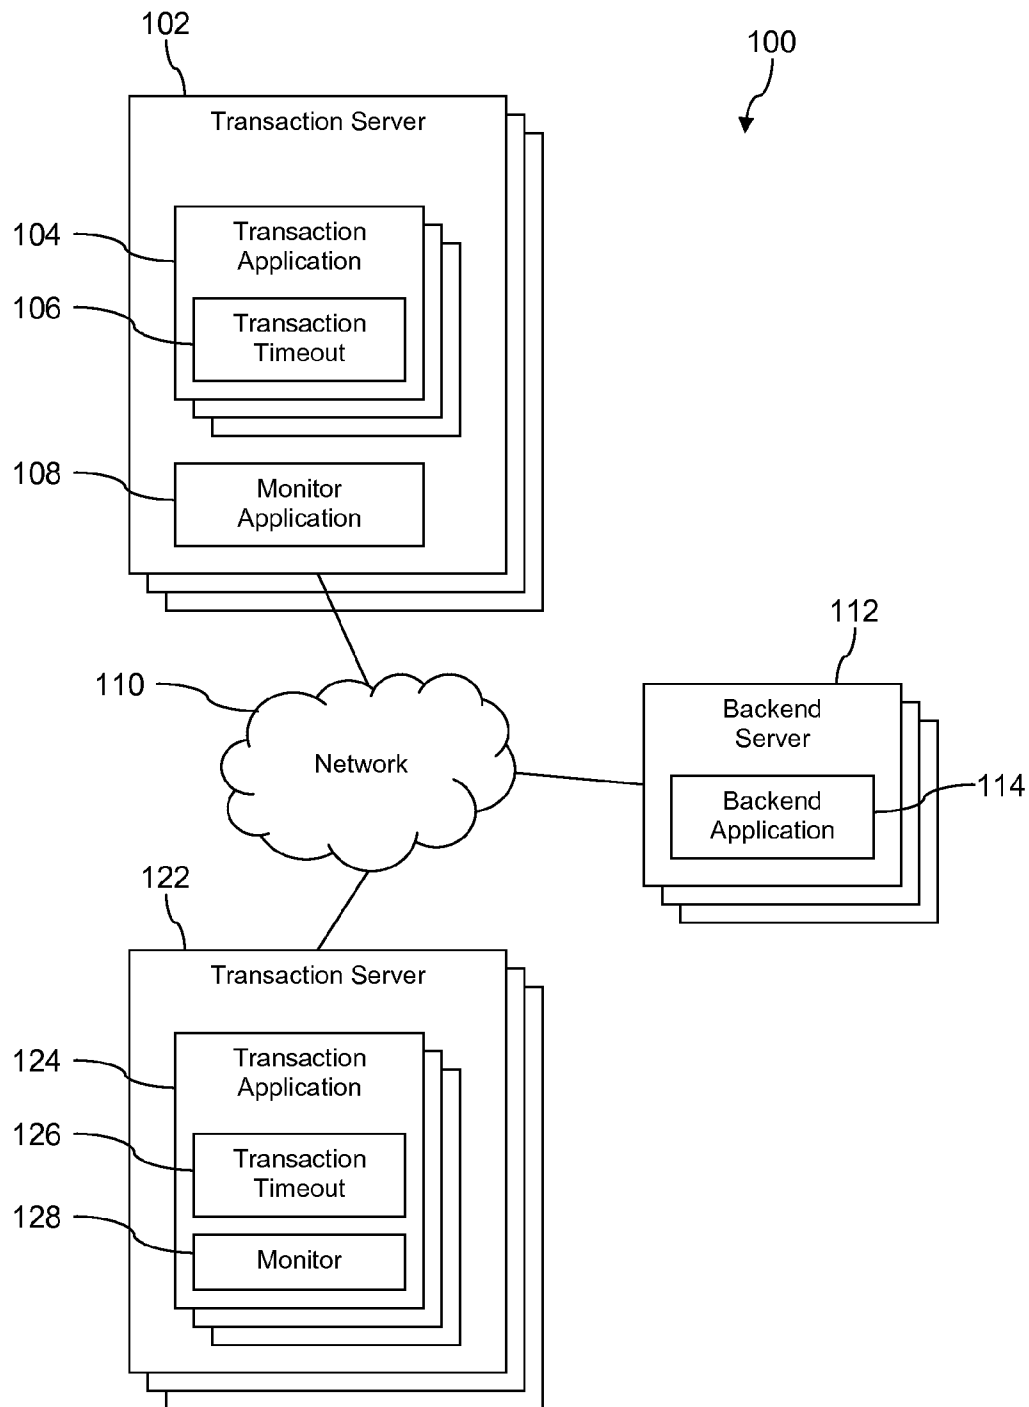 102
100
Transaction Server
104
Transaction
Application
106
Transaction
Timeout
108
Monitor
Application
112
110
Backend
Server
Network
Backend
Application
114
122
Transaction Server
124
Transaction
Application
126
Transaction
Timeout
128
Monitor